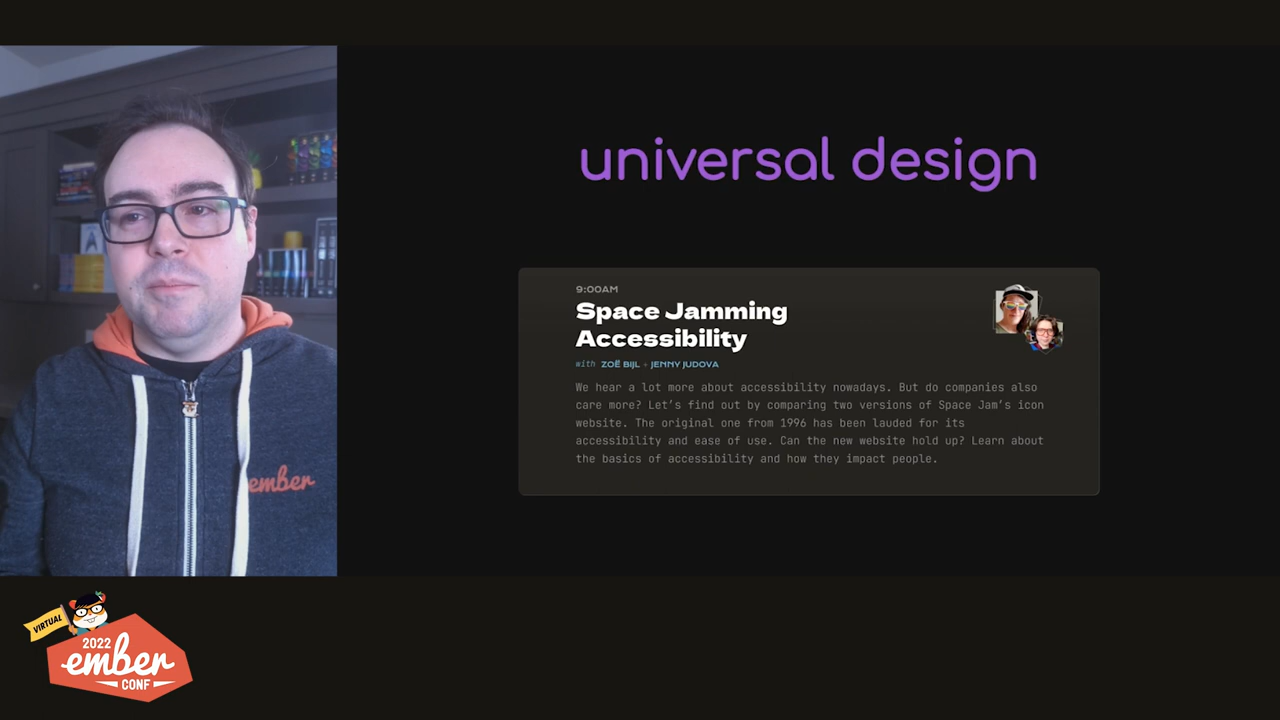 universal design
9:00AM
Space Jamming
Accessibility
with ZOË BIJL + JENNY JUDOVA
We hear a lot more about accessibility nowadays. But do companies also
care more? Let's find out by comparing two versions of Space Jam's icon
website. The original one from 1996 has been lauded for its
accessibility and ease of use. Can the new website hold up? Learn about
the basics of accessibility and how they impact people.
ember
VIRTUAL
2022
ember
CONF